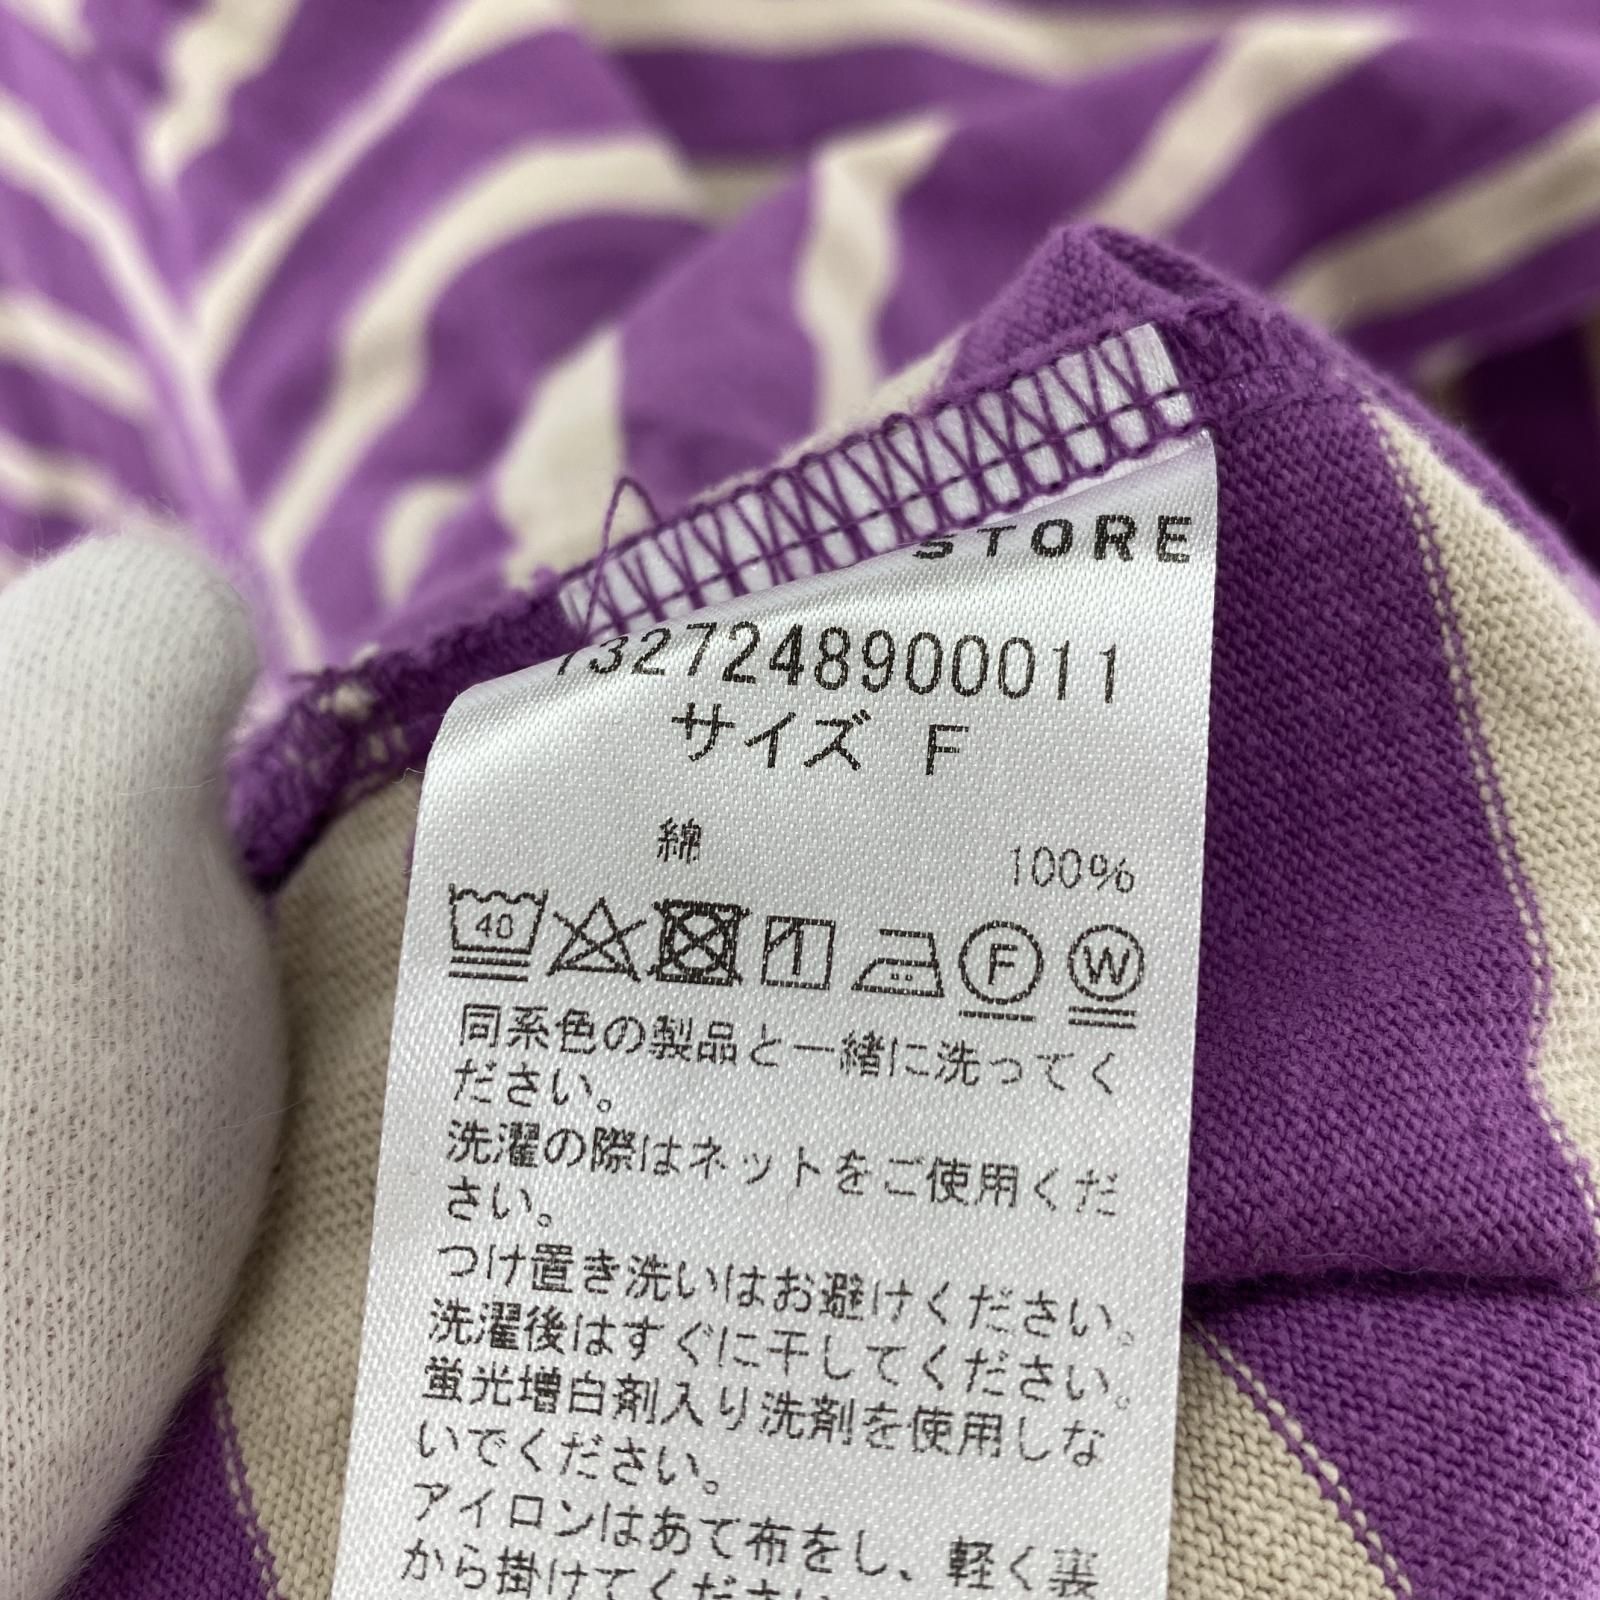 STORE
7327248900011
サイズ F
綿 100%
40 F W
同系色の製品と一緒に洗ってく
ださい。
洗濯の際はネットをご使用くだ
さい。
つけ置き洗いはお避けください。
洗濯後はすぐに干してください。
蛍光増白剤入り洗剤を使用しな
いでください。
アイロンはあて布をし、軽く裏
から掛けてください